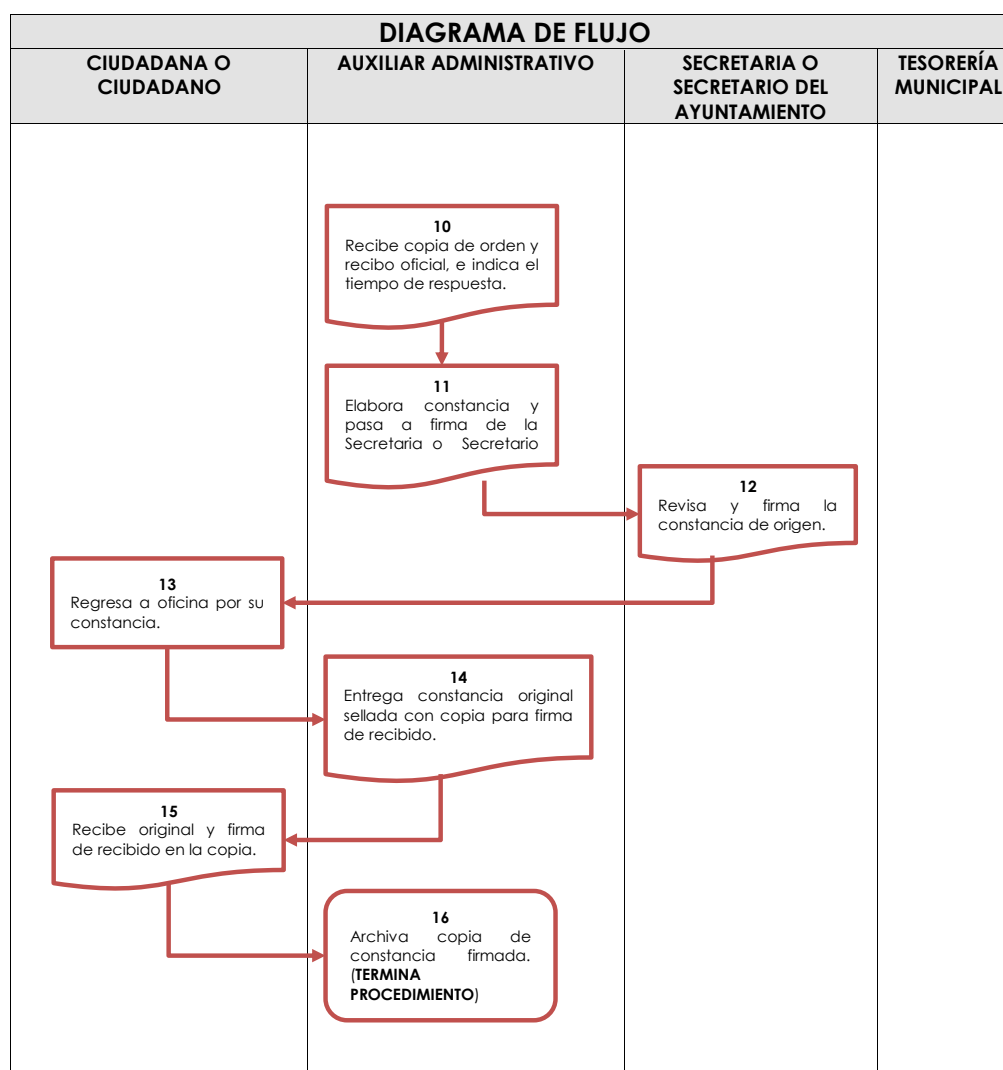 DIAGRAMA DE FLUJO
CIUDADANA O
CIUDADANO
AUXILIAR ADMINISTRATIVO
SECRETARIA O
SECRETARIO DEL
AYUNTAMIENTO
TESORERÍA
MUNICIPAL
10
Recibe copia de orden y
recibo oficial, e indica el
tiempo de respuesta.
11
Elabora constancia y
pasa a firma de la
Secretaria o Secretario
12
Revisa y firma la
constancia de origen.
13
Regresa a oficina por su
constancia.
14
Entrega constancia original
sellada con copia para firma
de recibido.
15
Recibe original y firma
de recibido en la copia.
16
Archiva copia de
constancia firmada.
(TERMINA
PROCEDIMIENTO)